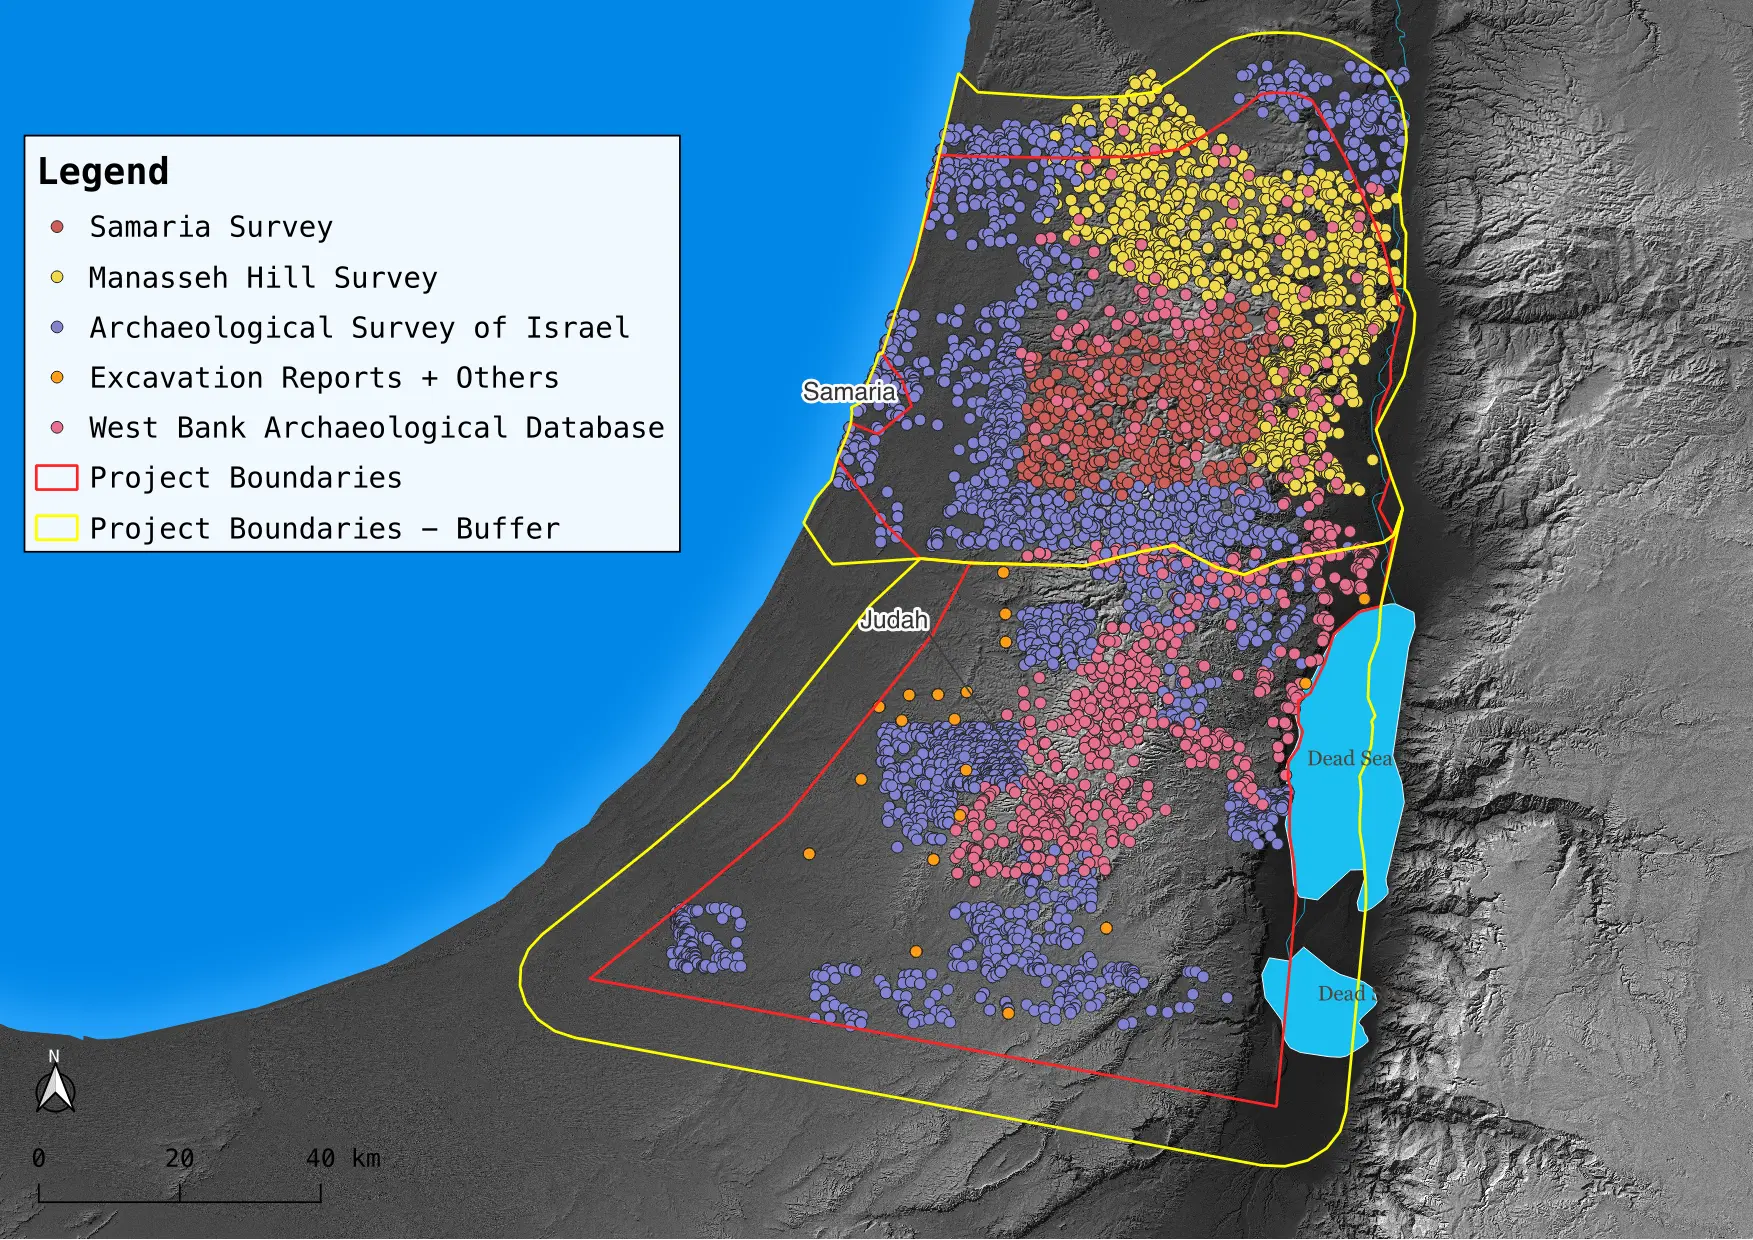 Legend
Samaria Survey
Manasseh Hill Survey
Archaeological Survey of Israel
Excavation Reports + Others
West Bank Archaeological Database
Project Boundaries
Project Boundaries – Buffer
Samaria
Judah
Dead Sea
Dead S
N
0 20 40 km